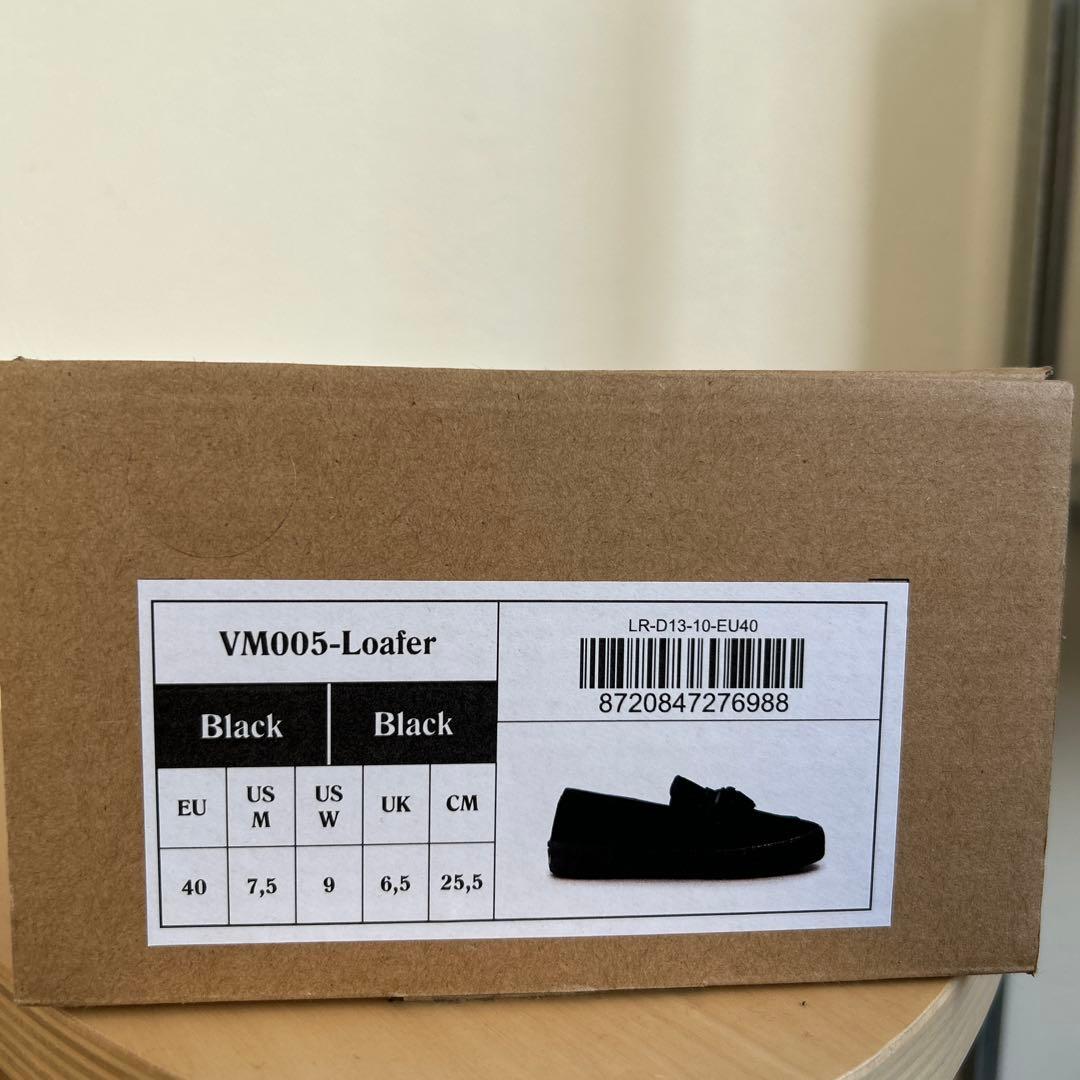 VM005-Loafer
Black Black
EU US M US W UK CM
40 7,5 9 6,5 25,5
LR-D13-10-EU40
8720847276988